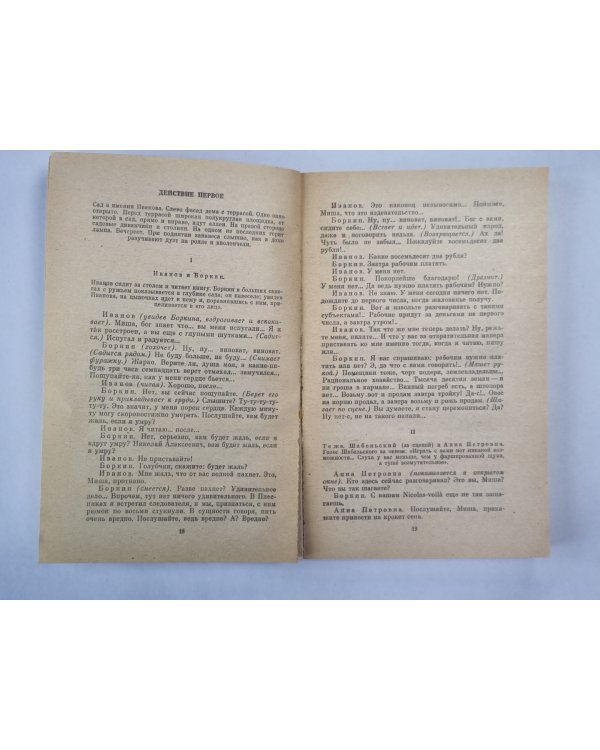 ДЕЙСТВИЕ ПЕРВОЕ
Сад в имении Иванова. Слева фасад дома с террасой. Одно окно
открыто. Перед террасой широкая полукруглая площадка, от
которой в сад, прямо и вправо, идут аллеи. На правой стороне
садовые диванчики и столики. На одном из последних горит
лампа. Вечереет. При поднятии занавеса слышно, как в доме
разучивают дуэт на рояле и виолончели.
I
Иванов и Боркин.
Иванов сидит за столом и читает книгу. Боркин в больших сапо-
гах с ружьем показывается в глубине сада; он навеселе; увидев
Иванова, на цыпочках идет к нему и, поравнявшись с ним, при-
целивается в его лицо.
Иванов (увидев Боркина, вздрагивает и вскаки-
вает). Миша, бог знает что... вы меня испугали... Я и так
расстроен, а вы еще с глупыми шутками... (Садит-
ся.) Испугал и радуется...
Боркин (хохочет). Ну, ну... виноват, виноват.
(Садится рядом.) Не буду больше, не буду... (Снимает
фуражку.) Жарко. Верите ли, душа моя, в какие-ни-
будь три часа семнадцать верст отмахал... замучился...
Пощупайте-ка, как у меня сердце бьется...
Иванов (читая). Хорошо, после...
Боркин. Нет, вы сейчас пощупайте. (Берет его
руку и прикладывает к груди.) Слышите? Ту-ту-ту-ту-
ту-ту. Это, значит, у меня порок сердца. Каждую мину-
ту могу скоропостижно умереть. Послушайте, вам будет
жаль, если я умру?
Иванов. Я читаю... после...
Боркин. Нет, серьезно, вам будет жаль, если я
вдруг умру? Николай Алексеевич, вам будет жаль, если
я умру?
Иванов. Не приставайте!
Боркин. Голубчик, скажите: будет жаль?
Иванов. Мне жаль, что от вас водкой пахнет. Это,
Миша, противно.
Боркин (смеется). Разве пахнет? Удивительное
дело... Впрочем, тут нет ничего удивительного. В Плес-
никах я встретил следователя, и мы, признаться, с ним
рюмок по восьми стукнули. В сущности говоря, пить
очень вредно. Послушайте, ведь вредно? А? Вредно?
18
Иванов. Это наконец невыносимо... Поймите,
Миша, что это издевательство...
Боркин. Ну, ну... виноват, виноват!.. Бог с вами,
сидите себе... (Встает и идет.) Удивительный народ,
даже и поговорить нельзя. (Возвращается.) Ах да!
Чуть было не забыл... Пожалуйте восемьдесят два
рубля!..
Иванов. Какие восемьдесят два рубля?
Боркин. Завтра рабочим платить.
Иванов. У меня нет.
Боркин. Покорнейше благодарю! (Дразнит.)
У меня нет... Да ведь нужно платить рабочим? Нужно?
Иванов. Не знаю. У меня сегодня ничего нет. По-
дождите до первого числа, когда жалованье получу.
Боркин. Вот и извольте разговаривать с такими
субъектами!.. Рабочие придут за деньгами не первого
числа, а завтра утром!..
Иванов. Так что же мне теперь делать? Ну, режь-
те меня, пилите... И что у вас за отвратительная манера
приставать ко мне именно тогда, когда я читаю, пишу
или...
Боркин. Я вас спрашиваю: рабочим нужно пла-
тить или нет? Э, да что с вами говорить!.. (Машет ру-
кой.) Помещики тоже, черт подери, землевладельцы...
Рациональное хозяйство... Тысяча десятин земли — и
ни гроша в кармане... Винный погреб есть, а штопора
нет... Возьму вот и продам завтра тройку! Да-с!.. Овес
на корню продал, а завтра возьму и рожь продам. (Ша-
гает по сцене.) Вы думаете, я стану церемониться? Да?
Ну нет-с, не на такого напали...
II
Те же, Шабельский (за сценой) и Анна Петровна.
Голос Шабельского за окном: «Играть с вами нет никакой воз-
можности... Слуха у вас меньше, чем у фаршированной щуки,
а туше возмутительное».
Анна Петровна (показывается в открытом
окне). Кто здесь сейчас разговаривал? Это вы, Миша?
Что вы так шагаете?
Боркин. С вашим Nicolas-voilà еще не так заша-
гаешь.
Анна Петровна. Послушайте, Миша, прика-
жите принести на крокет сена.
19